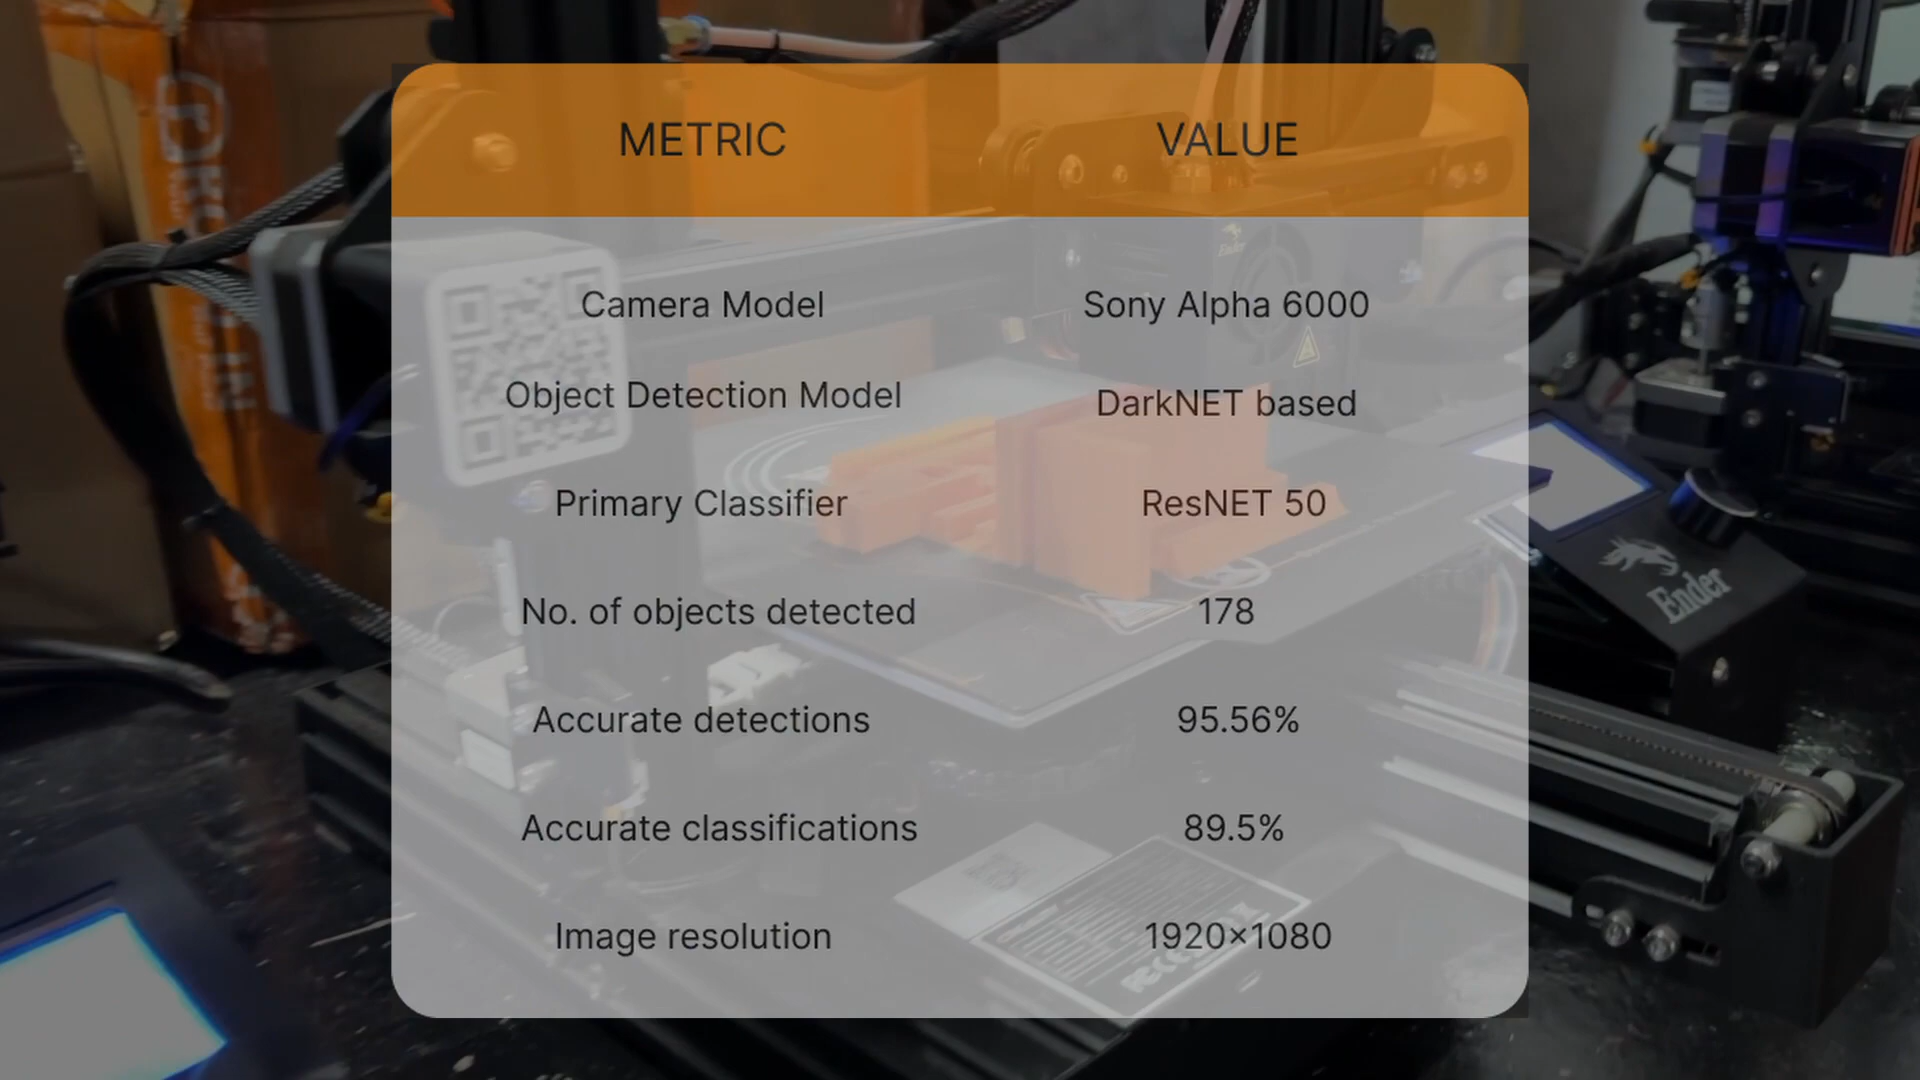 METRIC VALUE
Camera Model Sony Alpha 6000
Object Detection Model DarkNET based
Primary Classifier ResNET 50
No. of objects detected 178
Accurate detections 95.56%
Accurate classifications 89.5%
Image resolution 1920×1080
Ender
Ender